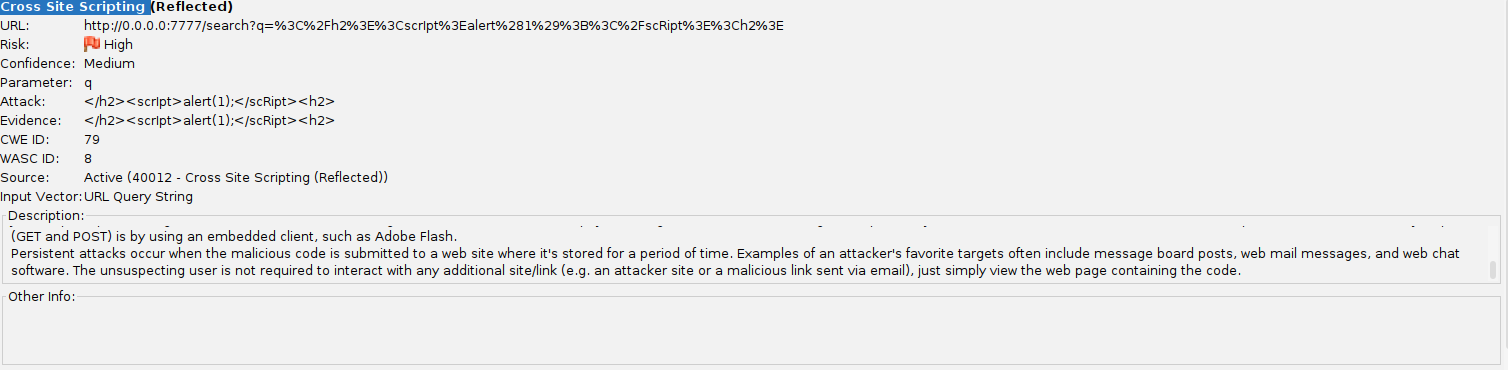 Cross Site Scripting (Reflected)
URL: http://0.0.0.0:7777/search?q=%3C%2Fh2%3E%3CscrIpt%3Ealert%281%29%3B%3C%2FscRipt%3E%3Ch2%3E
Risk: High
Confidence: Medium
Parameter: q
Attack: </h2><scrIpt>alert(1);</scRipt><h2>
Evidence: </h2><scrIpt>alert(1);</scRipt><h2>
CWE ID: 79
WASC ID: 8
Source: Active (40012 - Cross Site Scripting (Reflected))
Input Vector: URL Query String
Description:
(GET and POST) is by using an embedded client, such as Adobe Flash.
Persistent attacks occur when the malicious code is submitted to a web site where it's stored for a period of time. Examples of an attacker's favorite targets often include message board posts, web mail messages, and web chat
software. The unsuspecting user is not required to interact with any additional site/link (e.g. an attacker site or a malicious link sent via email), just simply view the web page containing the code.
Other Info: